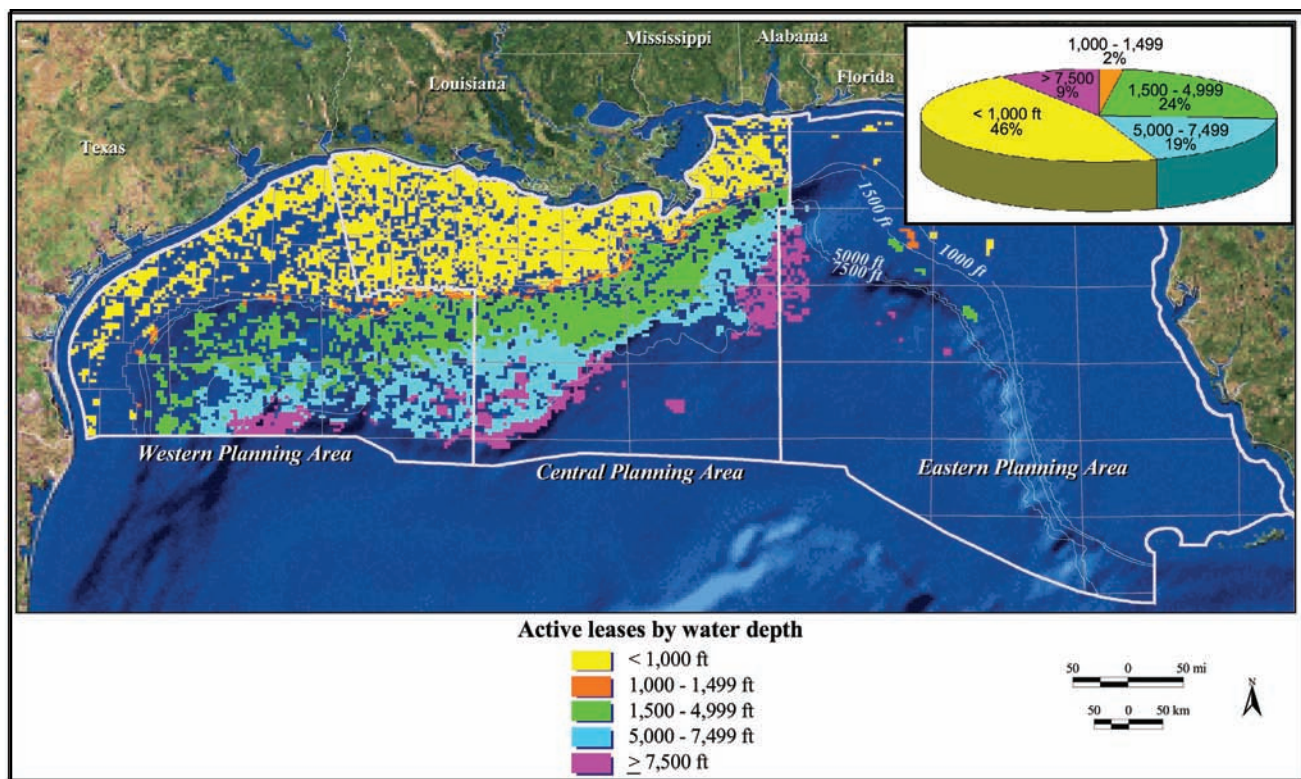 Mississippi
Alabama
Louisiana
Florida
Texas
1,000 - 1,499
2%
> 7,500
9%
1,500 - 4,999
24%
< 1,000 ft
46%
5,000 - 7,499
19%
1500 ft
1000 ft
5000 ft
7500 ft
Western Planning Area
Central Planning Area
Eastern Planning Area
Active leases by water depth
< 1,000 ft
1,000 - 1,499 ft
1,500 - 4,999 ft
5,000 - 7,499 ft
≥ 7,500 ft
50 0 50 mi
50 0 50 km
N